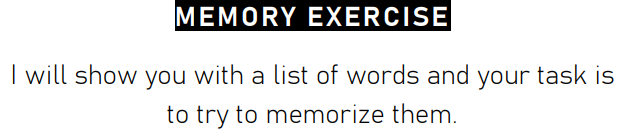 MEMORY EXERCISE
I will show you with a list of words and your task is
to try to memorize them.